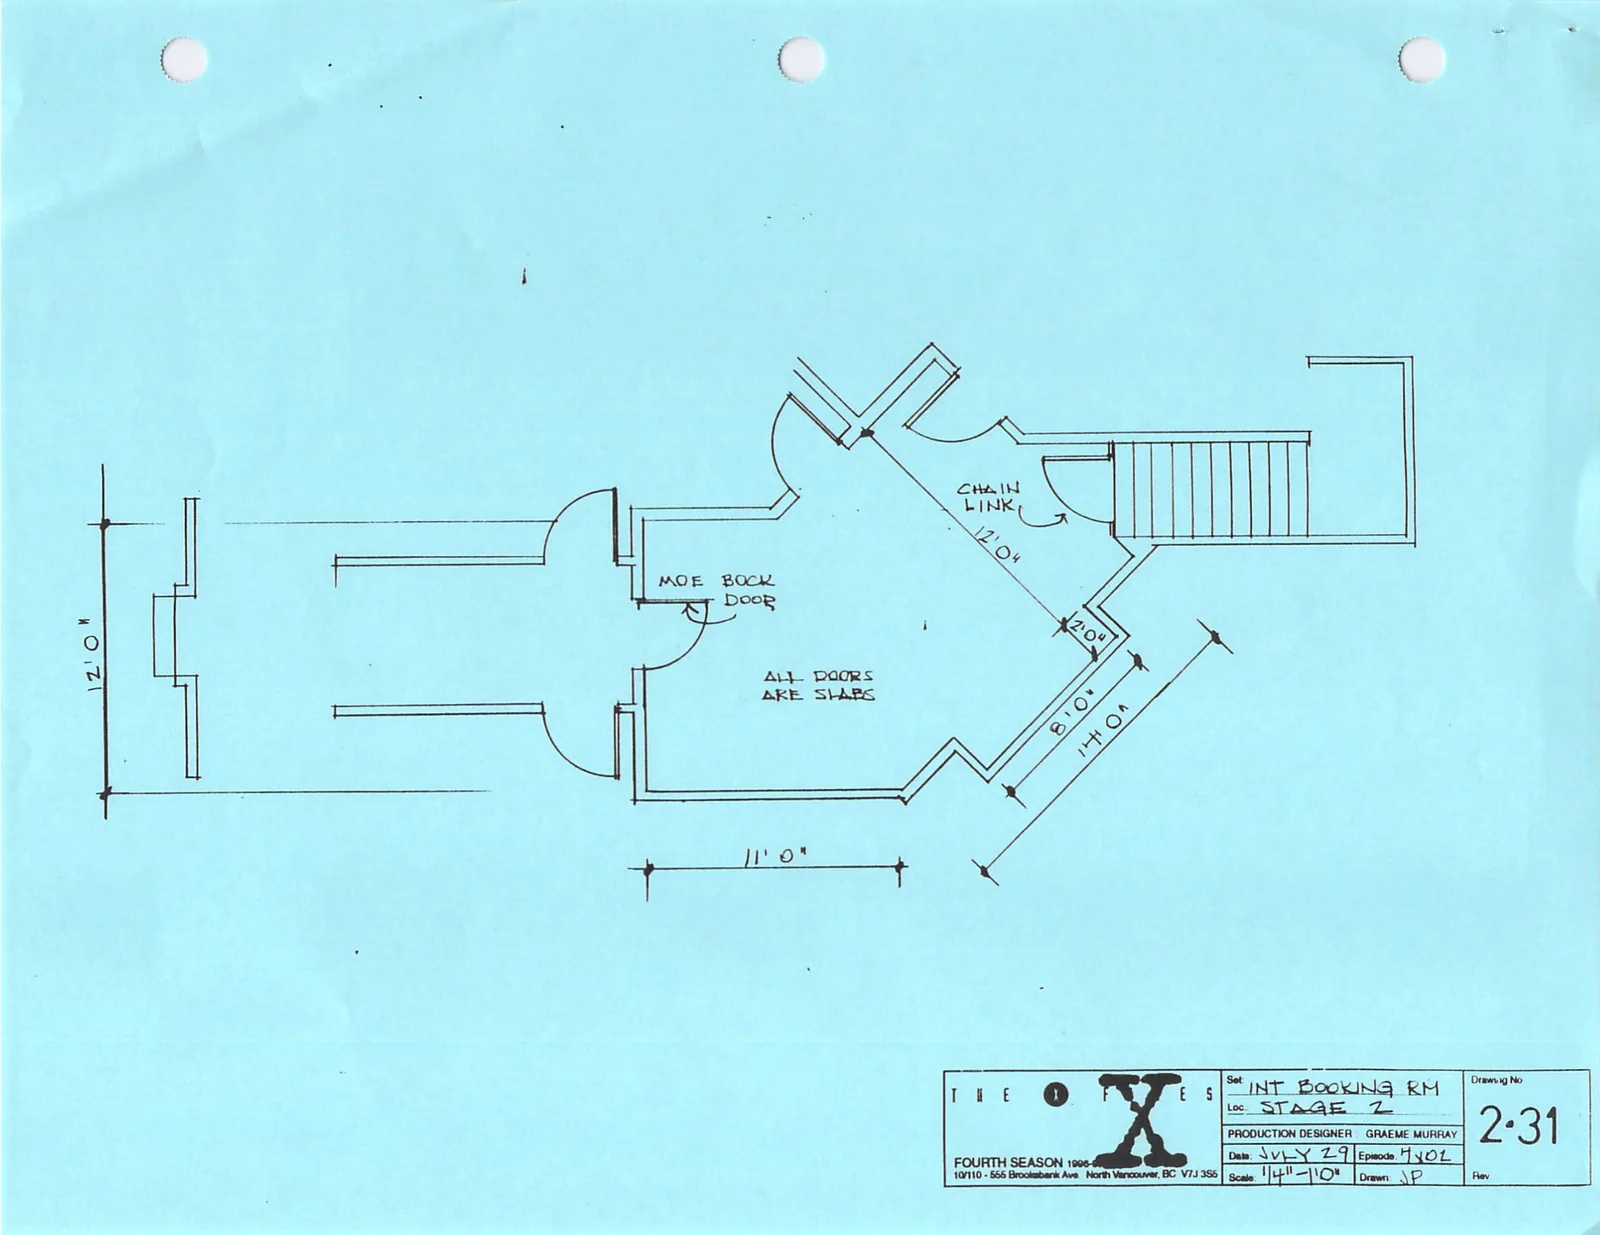 CHAIN
LINK
12'0"
MOE BOCK
DOOR
2'0"
12'0"
ALL DOORS
ARE SLABS
8'0"
14'0"
11'0"
THE X FILES
X
FOURTH SEASON
10/110 - 555 Brooksbank Ave. North Vancouver, BC V7J 3S5
Set: INT BOOKING RM
Loc.: STAGE 2
PRODUCTION DESIGNER GRAEME MURRAY
Date: JULY 29 Episode: 4X02
Scale: 1/4"-1'0" Drawn: JP
Drawing No
2·31
Rev